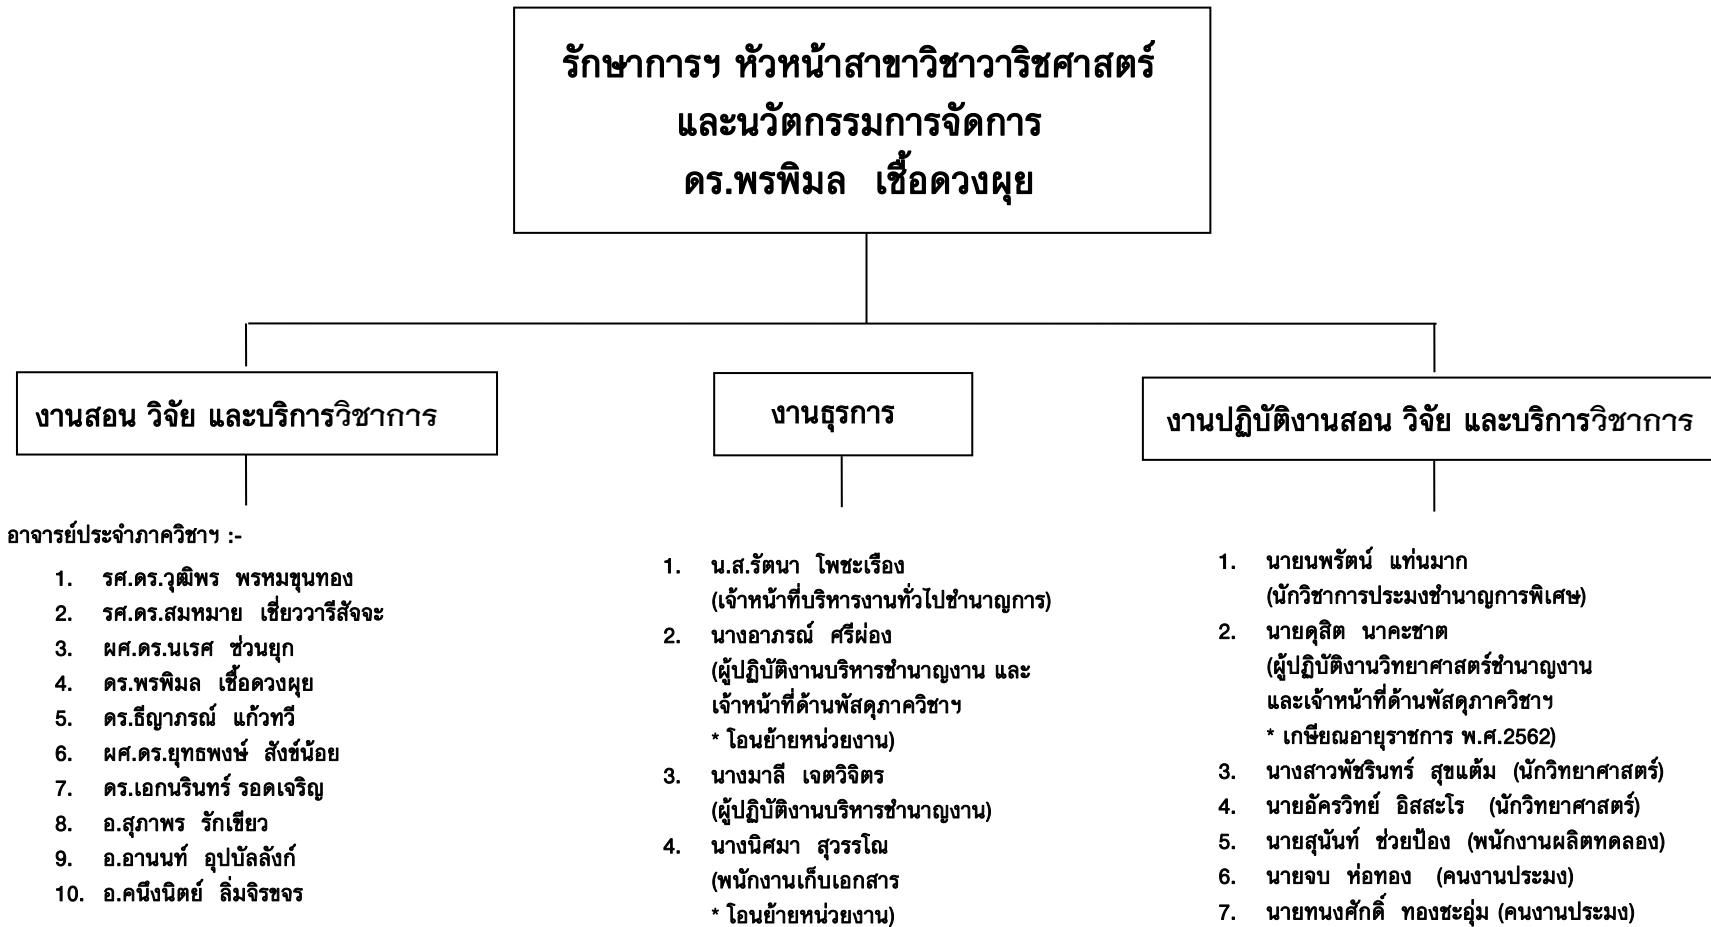 รักษาการฯ หัวหน้าสาขาวิชาวาริชศาสตร์
และนวัตกรรมการจัดการ
ดร.พรพิมล เชื้อดวงผุย
งานสอน วิจัย และบริการวิชาการ
อาจารย์ประจำภาควิชาฯ :-
1. รศ.ดร.วุฒิพร พรหมขุนทอง
2. รศ.ดร.สมหมาย เชี่ยววารีสัจจะ
3. ผศ.ดร.นเรศ ซ่วนยุก
4. ดร.พรพิมล เชื้อดวงผุย
5. ดร.ธีญาภรณ์ แก้วทวี
6. ผศ.ดร.ยุทธพงษ์ สังข์น้อย
7. ดร.เอกนรินทร์ รอดเจริญ
8. อ.สุภาพร รักเขียว
9. อ.อานนท์ อุปบัลลังก์
10. อ.คนึงนิตย์ ลิ่มจิรขจร
งานธุรการ
1. น.ส.รัตนา โพชะเรือง
(เจ้าหน้าที่บริหารงานทั่วไปชำนาญการ)
2. นางอาภรณ์ ศรีผ่อง
(ผู้ปฏิบัติงานบริหารชำนาญงาน และ
เจ้าหน้าที่ด้านพัสดุภาควิชาฯ
* โอนย้ายหน่วยงาน)
3. นางมาลี เจตวิจิตร
(ผู้ปฏิบัติงานบริหารชำนาญงาน)
4. นางนิศมา สุวรรโณ
(พนักงานเก็บเอกสาร
* โอนย้ายหน่วยงาน)
งานปฏิบัติงานสอน วิจัย และบริการวิชาการ
1. นายนพรัตน์ แท่นมาก
(นักวิชาการประมงชำนาญการพิเศษ)
2. นายดุสิต นาคะชาต
(ผู้ปฏิบัติงานวิทยาศาสตร์ชำนาญงาน
และเจ้าหน้าที่ด้านพัสดุภาควิชาฯ
* เกษียณอายุราชการ พ.ศ.2562)
3. นางสาวพัชรินทร์ สุขแต้ม (นักวิทยาศาสตร์)
4. นายอัครวิทย์ อิสสะโร (นักวิทยาศาสตร์)
5. นายสุนันท์ ช่วยป้อง (พนักงานผลิตทดลอง)
6. นายจบ ห่อทอง (คนงานประมง)
7. นายทนงศักดิ์ ทองชะอุ่ม (คนงานประมง)